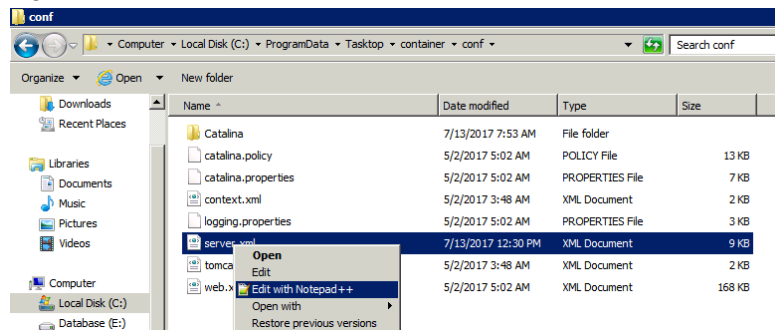 conf
Computer Local Disk (C:) ProgramData Tasktop container conf
Search conf
Organize Open New folder
Downloads
Recent Places
Libraries
Documents
Music
Pictures
Videos
Computer
Local Disk (C:)
Database (E:)
Name Date modified Type Size
Catalina 7/13/2017 7:53 AM File folder
catalina.policy 5/2/2017 5:02 AM POLICY File 13 KB
catalina.properties 5/2/2017 5:02 AM PROPERTIES File 7 KB
context.xml 5/2/2017 3:48 AM XML Document 2 KB
logging.properties 5/2/2017 5:02 AM PROPERTIES File 3 KB
server.xml 7/13/2017 12:30 PM XML Document 9 KB
tomca 5/2/2017 3:48 AM XML Document 2 KB
web.x 5/2/2017 5:02 AM XML Document 168 KB
Open
Edit
Edit with Notepad++
Open with
Restore previous versions